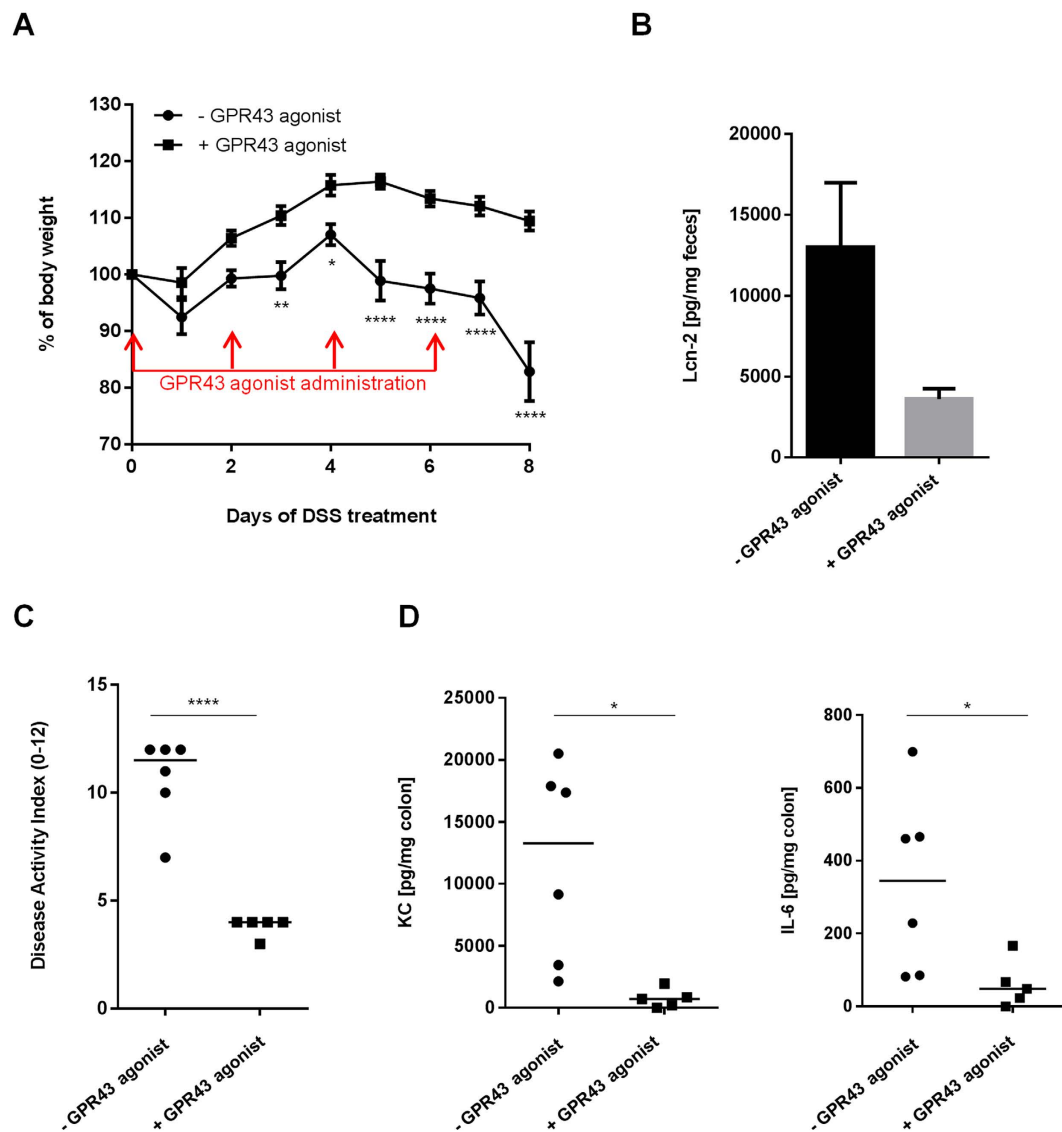 A
B
130
120
110
100
90
80
70
- GPR43 agonist
+ GPR43 agonist
% of body weight
*
**
****
****
****
****
GPR43 agonist administration
0
2
4
6
8
Days of DSS treatment
20000
15000
10000
5000
0
Lcn-2 [pg/mg feces]
- GPR43 agonist
+ GPR43 agonist
C
D
15
10
5
0
Disease Activity Index (0-12)
****
- GPR43 agonist
+ GPR43 agonist
25000
20000
15000
10000
5000
0
KC [pg/mg colon]
*
- GPR43 agonist
+ GPR43 agonist
800
600
400
200
0
IL-6 [pg/mg colon]
*
- GPR43 agonist
+ GPR43 agonist